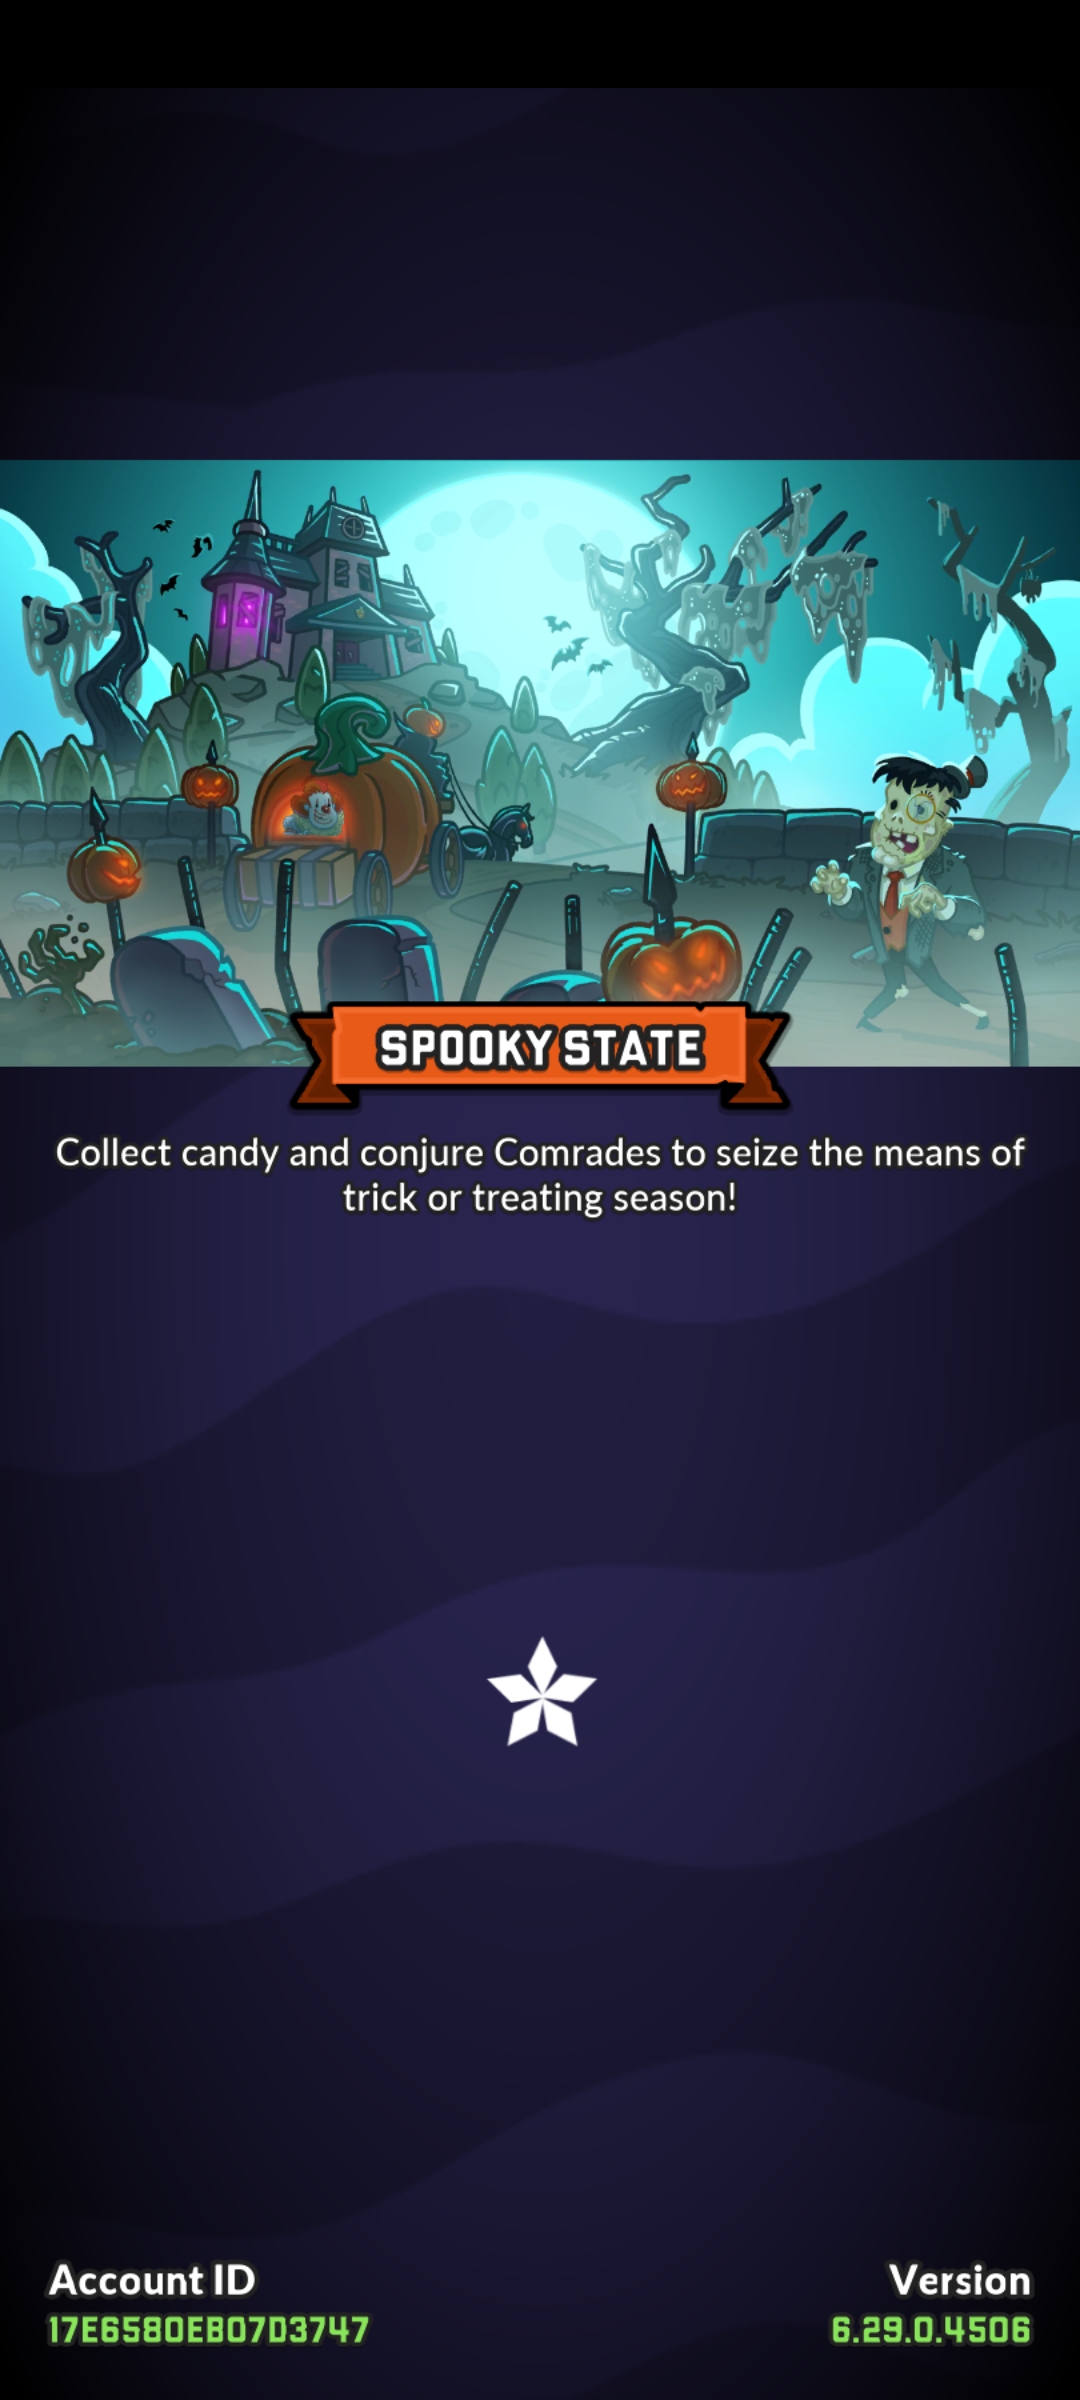 SPOOKY STATE
Collect candy and conjure Comrades to seize the means of
trick or treating season!
Account ID
17E6580EB07D3747
Version
6.29.0.4506